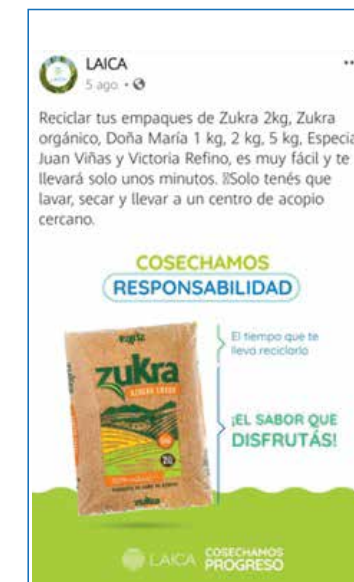 LAICA
5 ago •
Reciclar tus empaques de Zukra 2kg, Zukra
orgánico, Doña María 1 kg, 2 kg, 5 kg, Especia
Juan Viñas y Victoria Refino, es muy fácil y te
llevará solo unos minutos. Solo tenés que
lavar, secar y llevar a un centro de acopio
cercano.
COSECHAMOS
RESPONSABILIDAD
El tiempo que te
lleva reciclarlo
zukra
¡EL SABOR QUE
DISFRUTÁS!
LAICA COSECHAMOS
PROGRESO